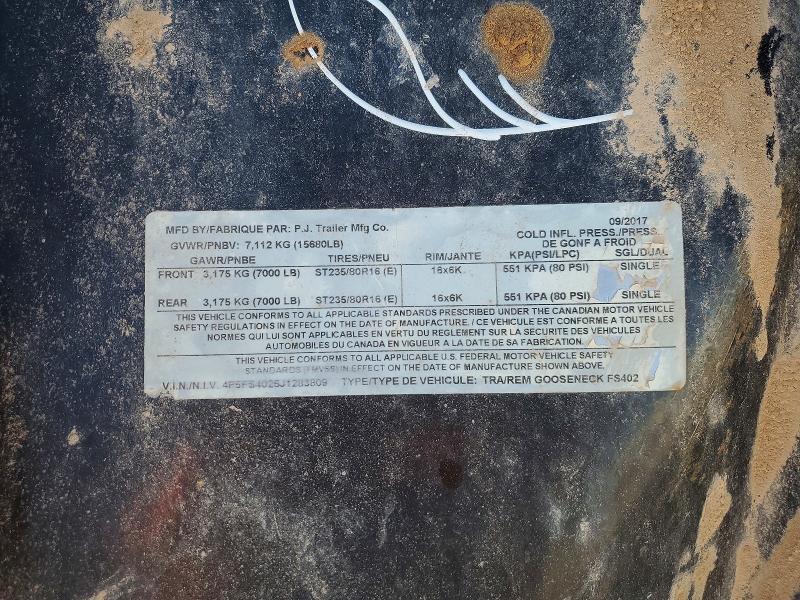 MFD BY/FABRIQUE PAR: P.J. Trailer Mfg Co. 09/2017
GVWR/PNBV: 7,112 KG (15680LB) COLD INFL. PRESS./PRESS.
DE GONF A FROID
GAWR/PNBE TIRES/PNEU RIM/JANTE KPA(PSI/LPC) SGL/DUAL
FRONT 3,175 KG (7000 LB) ST235/80R16 (E) 16x6K 551 KPA (80 PSI) SINGLE
REAR 3,175 KG (7000 LB) ST235/80R16 (E) 16x6K 551 KPA (80 PSI) SINGLE
THIS VEHICLE CONFORMS TO ALL APPLICABLE STANDARDS PRESCRIBED UNDER THE CANADIAN MOTOR VEHICLE
SAFETY REGULATIONS IN EFFECT ON THE DATE OF MANUFACTURE. / CE VEHICULE EST CONFORME A TOUTES LES
NORMES QUI LUI SONT APPLICABLES EN VERTU DU REGLEMENT SUR LA SECURITE DES VEHICULES
AUTOMOBILES DU CANADA EN VIGUEUR A LA DATE DE SA FABRICATION.
THIS VEHICLE CONFORMS TO ALL APPLICABLE U.S. FEDERAL MOTOR VEHICLE SAFETY
STANDARDS (FMVSS) IN EFFECT ON THE DATE OF MANUFACTURE SHOWN ABOVE.
V.I.N./N.I.V. TYPE/TYPE DE VEHICULE: TRA/REM GOOSENECK FS402